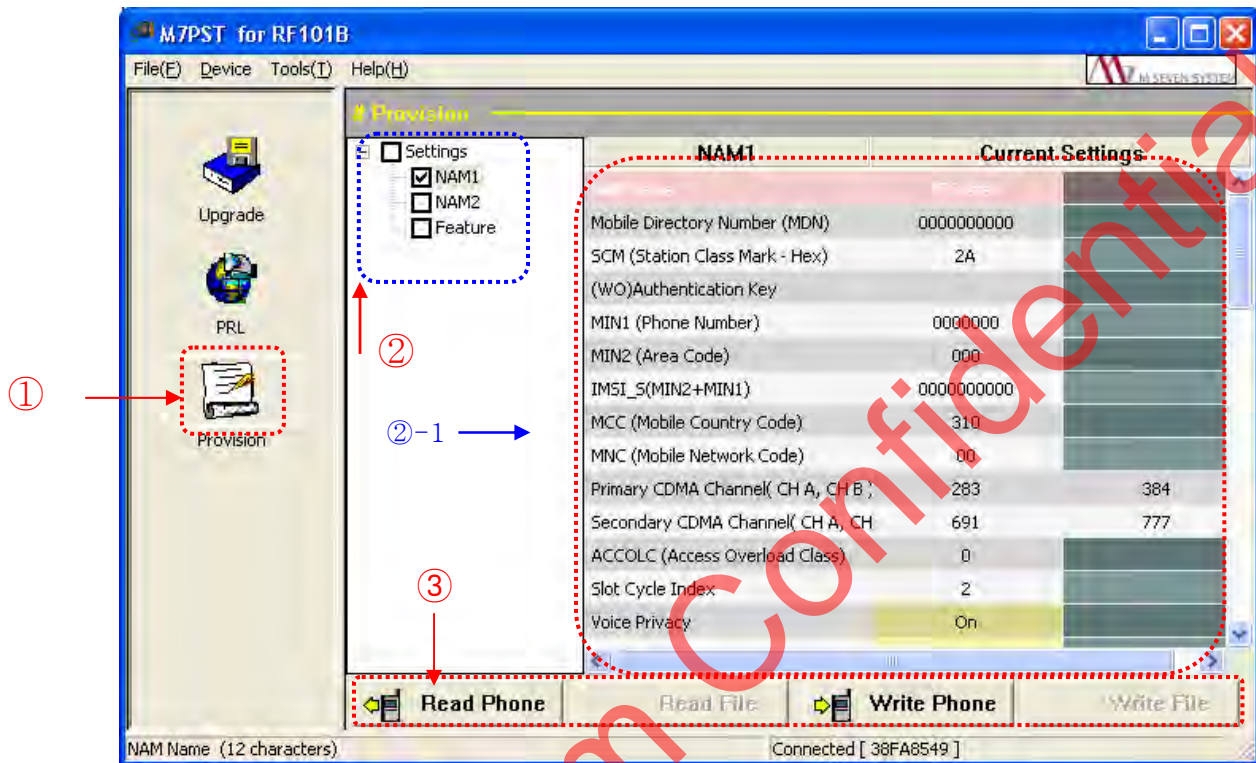 M7PST for RF101B
File(F) Device Tools(T) Help(H)
M SEVEN SYSTEM
# Provision
Settings
NAM1
NAM2
Feature
Upgrade
PRL
Provision
①
②
②-1
③
NAM1 Current Settings
Mobile Directory Number (MDN) 0000000000
SCM (Station Class Mark - Hex) 2A
(WO)Authentication Key
MIN1 (Phone Number) 0000000
MIN2 (Area Code) 000
IMSI_S(MIN2+MIN1) 0000000000
MCC (Mobile Country Code) 310
MNC (Mobile Network Code) 00
Primary CDMA Channel( CH A, CH B ) 283 384
Secondary CDMA Channel( CH A, CH 691 777
ACCOLC (Access Overload Class) 0
Slot Cycle Index 2
Voice Privacy On
Read Phone Read File Write Phone Write File
NAM Name (12 characters) Connected [ 38FA8549 ]
Confidential